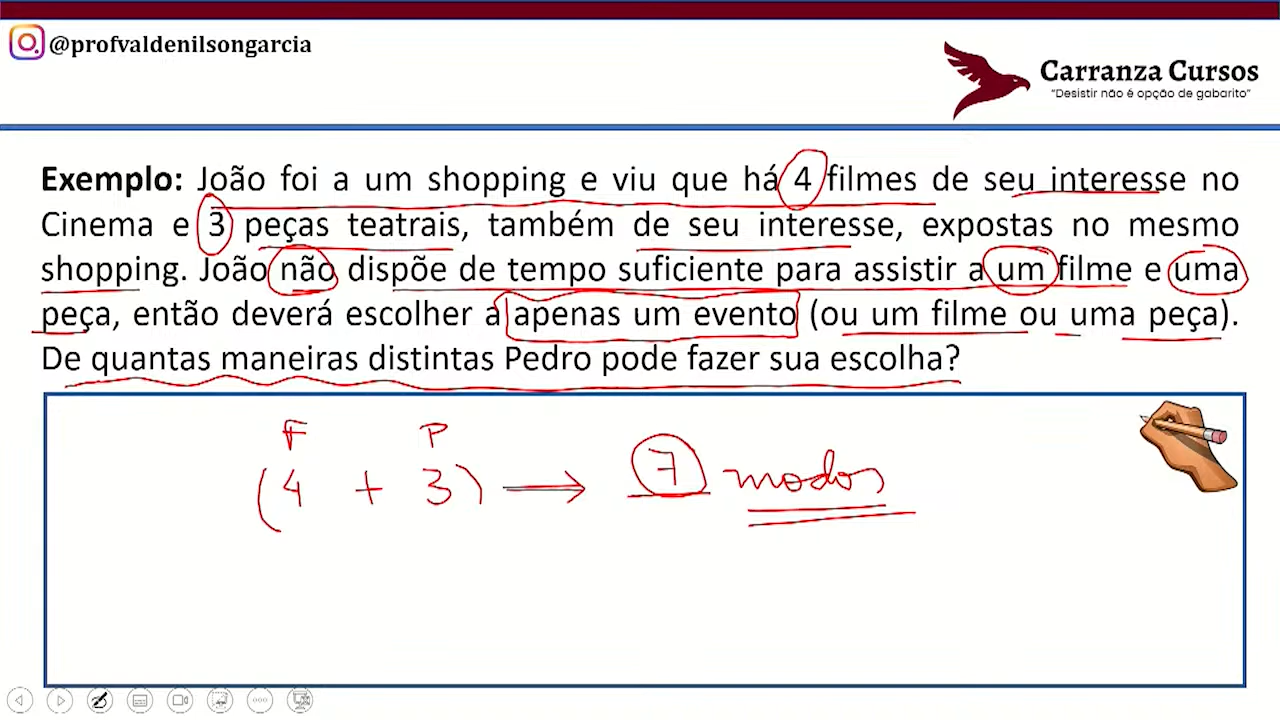 @profvaldenilsongarcia
Carranza Cursos
"Desistir não é opção de gabarito"
Exemplo: João foi a um shopping e viu que há 4 filmes de seu interesse no
Cinema e 3 peças teatrais, também de seu interesse, expostas no mesmo
shopping. João não dispõe de tempo suficiente para assistir a um filme e uma
peça, então deverá escolher a apenas um evento (ou um filme ou uma peça).
De quantas maneiras distintas Pedro pode fazer sua escolha?
F P
(4 + 3) → 7 modos